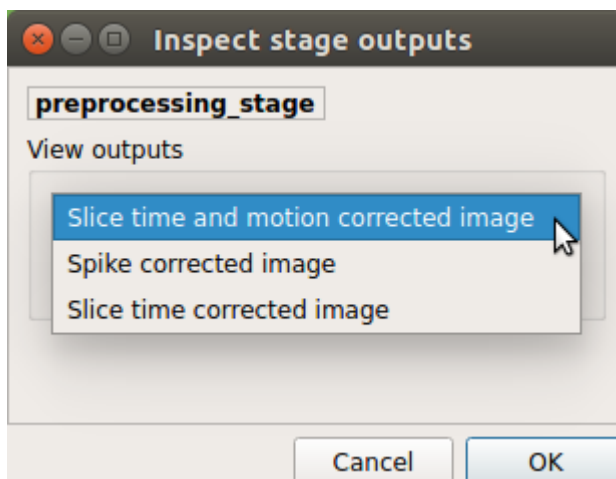 Inspect stage outputs
preprocessing_stage
View outputs
Slice time and motion corrected image
Spike corrected image
Slice time corrected image
Cancel OK